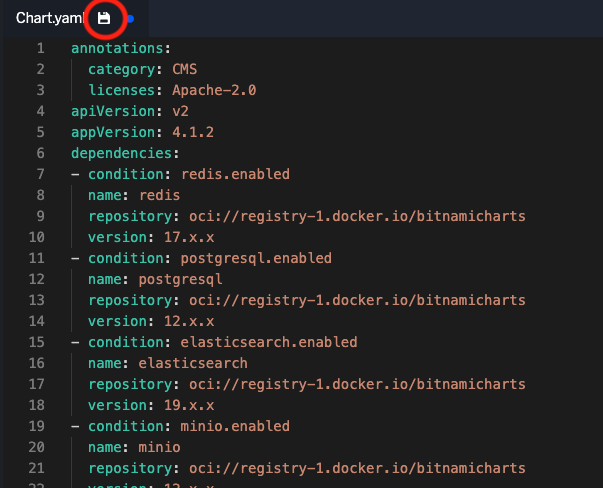 Chart.yaml
1 annotations:
2 category: CMS
3 licenses: Apache-2.0
4 apiVersion: v2
5 appVersion: 4.1.2
6 dependencies:
7 - condition: redis.enabled
8 name: redis
9 repository: oci://registry-1.docker.io/bitnamicharts
10 version: 17.x.x
11 - condition: postgresql.enabled
12 name: postgresql
13 repository: oci://registry-1.docker.io/bitnamicharts
14 version: 12.x.x
15 - condition: elasticsearch.enabled
16 name: elasticsearch
17 repository: oci://registry-1.docker.io/bitnamicharts
18 version: 19.x.x
19 - condition: minio.enabled
20 name: minio
21 repository: oci://registry-1.docker.io/bitnamicharts
22 version: 12.x.x